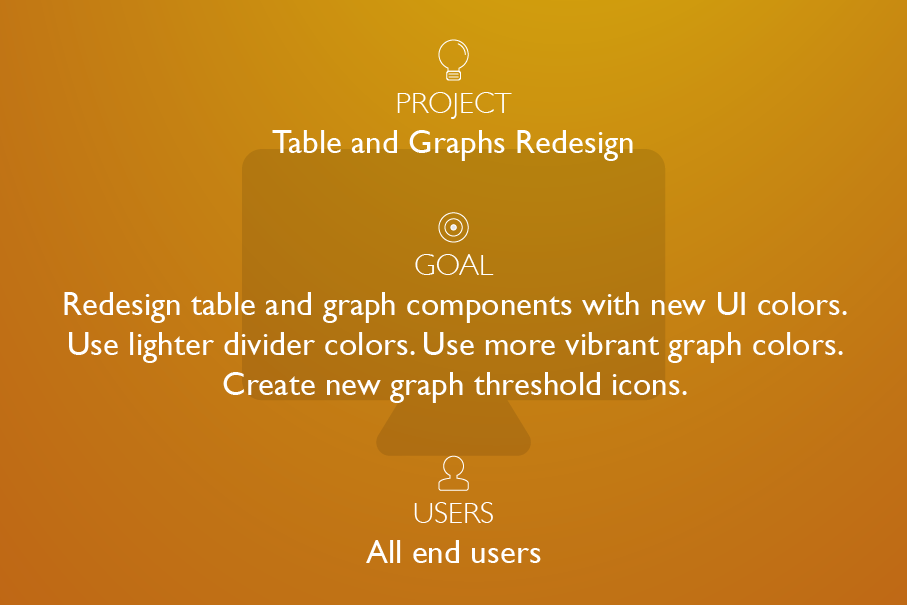 PROJECT
Table and Graphs Redesign
GOAL
Redesign table and graph components with new UI colors.
Use lighter divider colors. Use more vibrant graph colors.
Create new graph threshold icons.
USERS
All end users